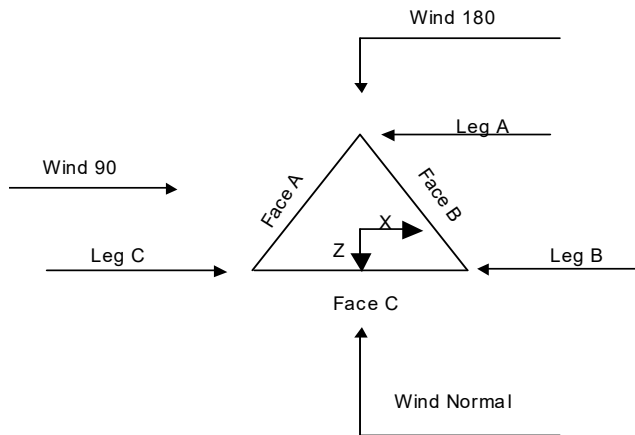 Wind 180
Leg A
Wind 90
Face A
Face B
X
Leg C
Z
Leg B
Face C
Wind Normal